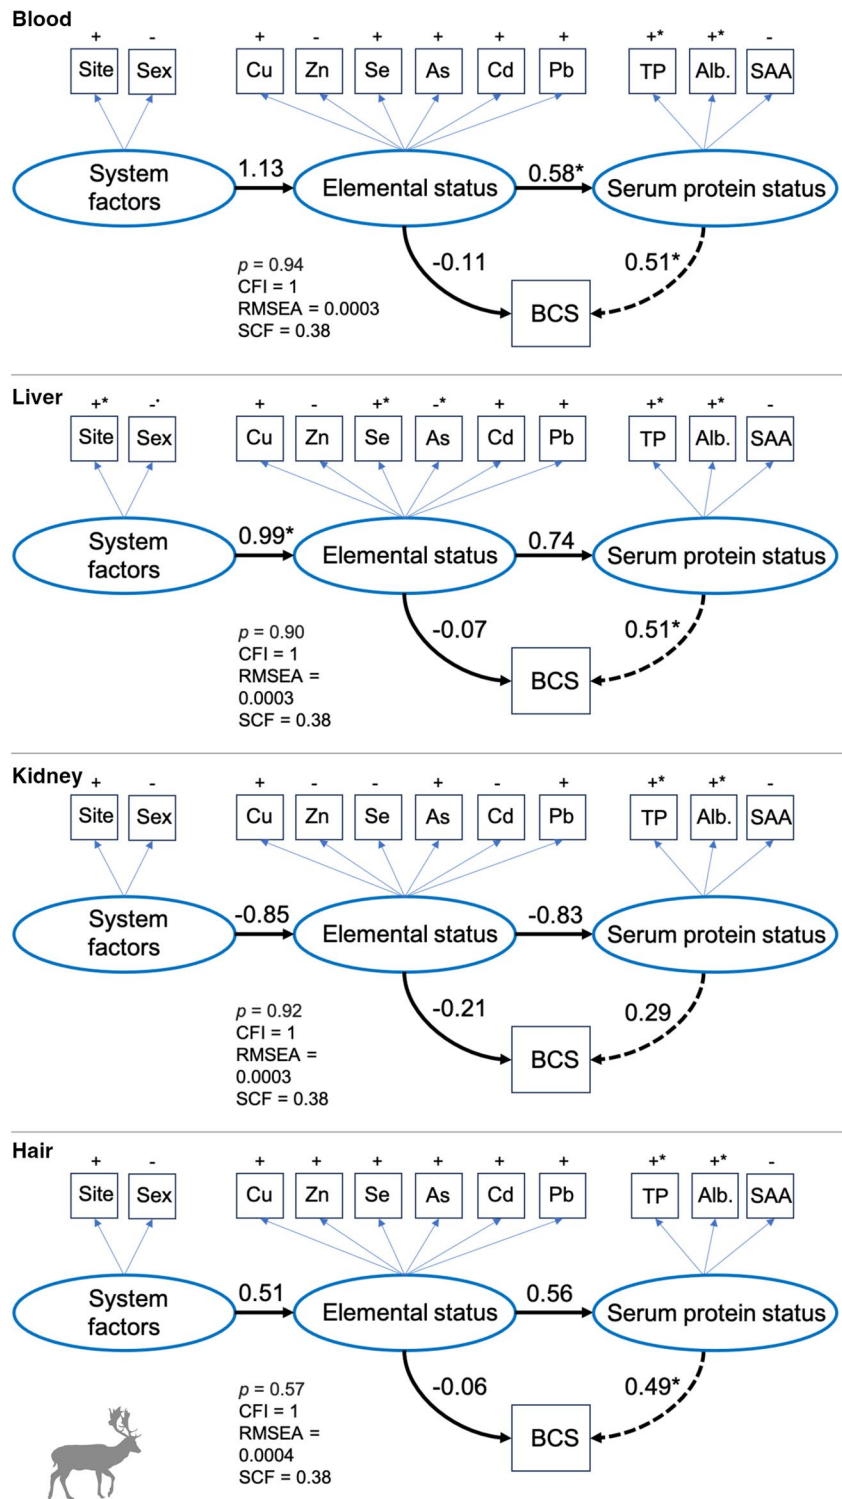 Blood
+ - + - + + + + +* +* -
Site Sex Cu Zn Se As Cd Pb TP Alb. SAA
System
factors
1.13
Elemental status
0.58*
Serum protein status
-0.11
0.51*
BCS
p = 0.94
CFI = 1
RMSEA = 0.0003
SCF = 0.38
Liver
+* -· + - +* -* + + +* +* -
Site Sex Cu Zn Se As Cd Pb TP Alb. SAA
System
factors
0.99*
Elemental status
0.74
Serum protein status
-0.07
0.51*
BCS
p = 0.90
CFI = 1
RMSEA =
0.0003
SCF = 0.38
Kidney
+ - + - - + - + +* +* -
Site Sex Cu Zn Se As Cd Pb TP Alb. SAA
System
factors
-0.85
Elemental status
-0.83
Serum protein status
-0.21
0.29
BCS
p = 0.92
CFI = 1
RMSEA =
0.0003
SCF = 0.38
Hair
+ - + + + + + + +* +* -
Site Sex Cu Zn Se As Cd Pb TP Alb. SAA
System
factors
0.51
Elemental status
0.56
Serum protein status
-0.06
0.49*
BCS
p = 0.57
CFI = 1
RMSEA =
0.0004
SCF = 0.38